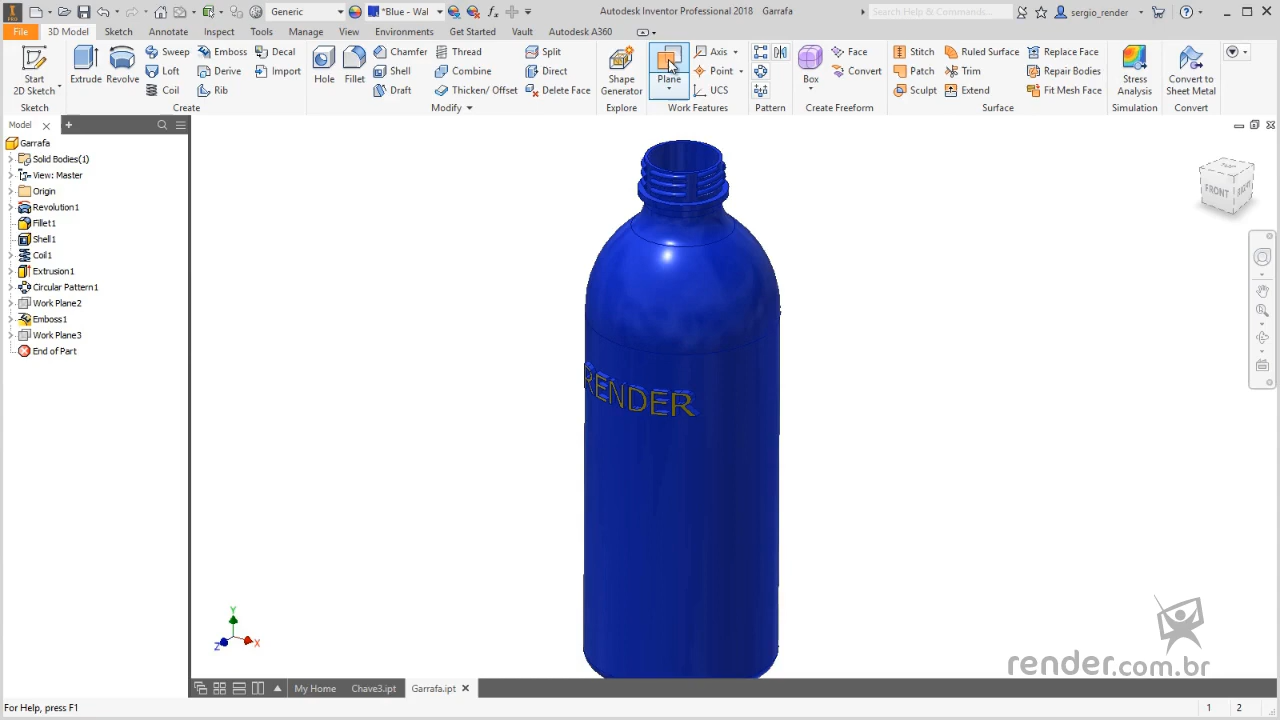 I PRO
Generic
*Blue - Wal
fx
Autodesk Inventor Professional 2018 Garrafa
Search Help & Commands...
sergio_render
File 3D Model Sketch Annotate Inspect Tools Manage View Environments Get Started Vault Autodesk A360
Start
2D Sketch
Sketch
Extrude Revolve
Sweep Emboss Decal
Loft Derive Import
Coil Rib
Create
Hole Fillet
Chamfer Thread Split
Shell Combine Direct
Draft Thicken/ Offset Delete Face
Modify
Shape
Generator
Explore
Plane
Axis
Point
UCS
Work Features
Pattern
Box
Face
Convert
Create Freeform
Stitch Ruled Surface Replace Face
Patch Trim Repair Bodies
Sculpt Extend Fit Mesh Face
Surface
Stress
Analysis
Simulation
Convert to
Sheet Metal
Convert
Model
Garrafa
Solid Bodies(1)
View: Master
Origin
Revolution1
Fillet1
Shell1
Coil1
Extrusion1
Circular Pattern1
Work Plane2
Emboss1
Work Plane3
End of Part
FRONT
RENDER
Y
Z X
render.com.br
My Home Chave3.ipt Garrafa.ipt
For Help, press F1 1 2